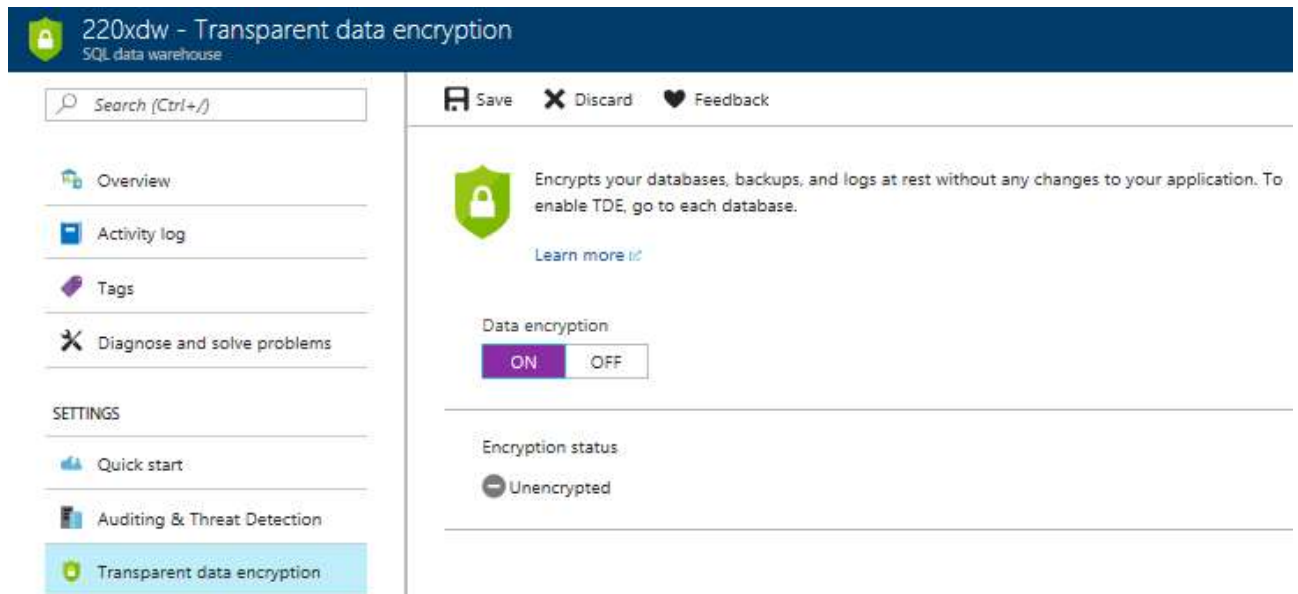 220xdw - Transparent data encryption
SQL data warehouse
Search (Ctrl+/)
Overview
Activity log
Tags
Diagnose and solve problems
SETTINGS
Quick start
Auditing & Threat Detection
Transparent data encryption
Save
Discard
Feedback
Encrypts your databases, backups, and logs at rest without any changes to your application. To
enable TDE, go to each database.
Learn more
Data encryption
ON OFF
Encryption status
Unencrypted